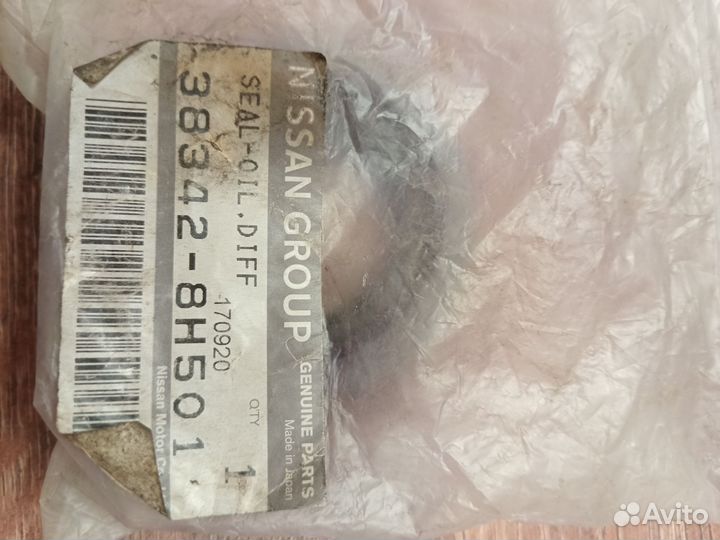 NISSAN GROUP GENUINE PARTS
Made in Japan
SEAL-OIL,DIFF
170920
QTY
1
38342-8H501
Nissan Motor Co
Avito